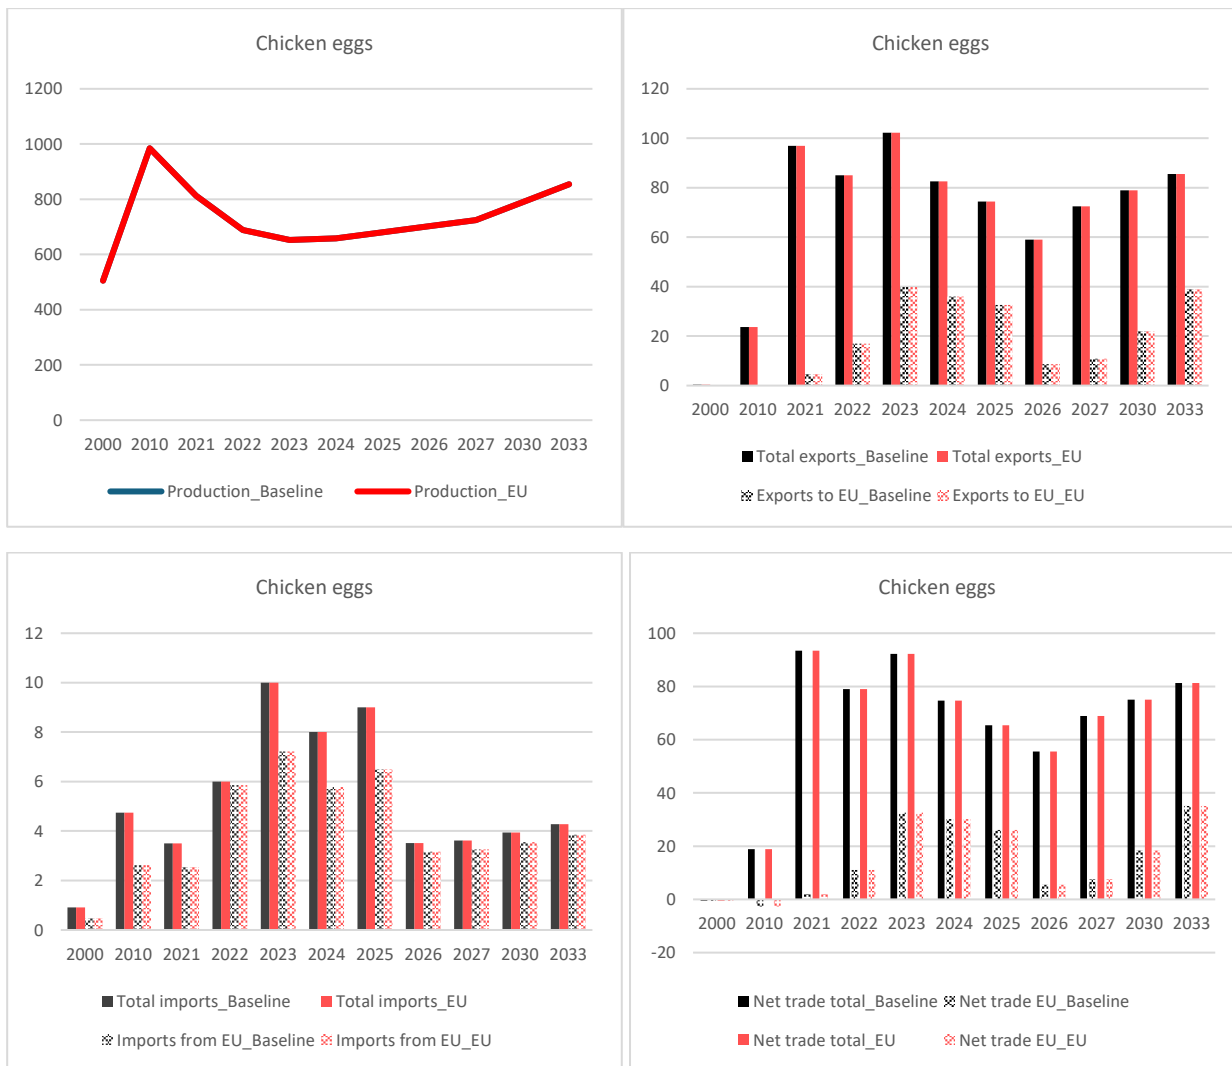 Chicken eggs
1200
1000
800
600
400
200
0
2000 2010 2021 2022 2023 2024 2025 2026 2027 2030 2033
Production_Baseline Production_EU
Chicken eggs
120
100
80
60
40
20
0
2000 2010 2021 2022 2023 2024 2025 2026 2027 2030 2033
Total exports_Baseline Total exports_EU
Exports to EU_Baseline Exports to EU_EU
Chicken eggs
12
10
8
6
4
2
0
2000 2010 2021 2022 2023 2024 2025 2026 2027 2030 2033
Total imports_Baseline Total imports_EU
Imports from EU_Baseline Imports from EU_EU
Chicken eggs
100
80
60
40
20
0
-20
2000 2010 2021 2022 2023 2024 2025 2026 2027 2030 2033
Net trade total_Baseline Net trade EU_Baseline
Net trade total_EU Net trade EU_EU